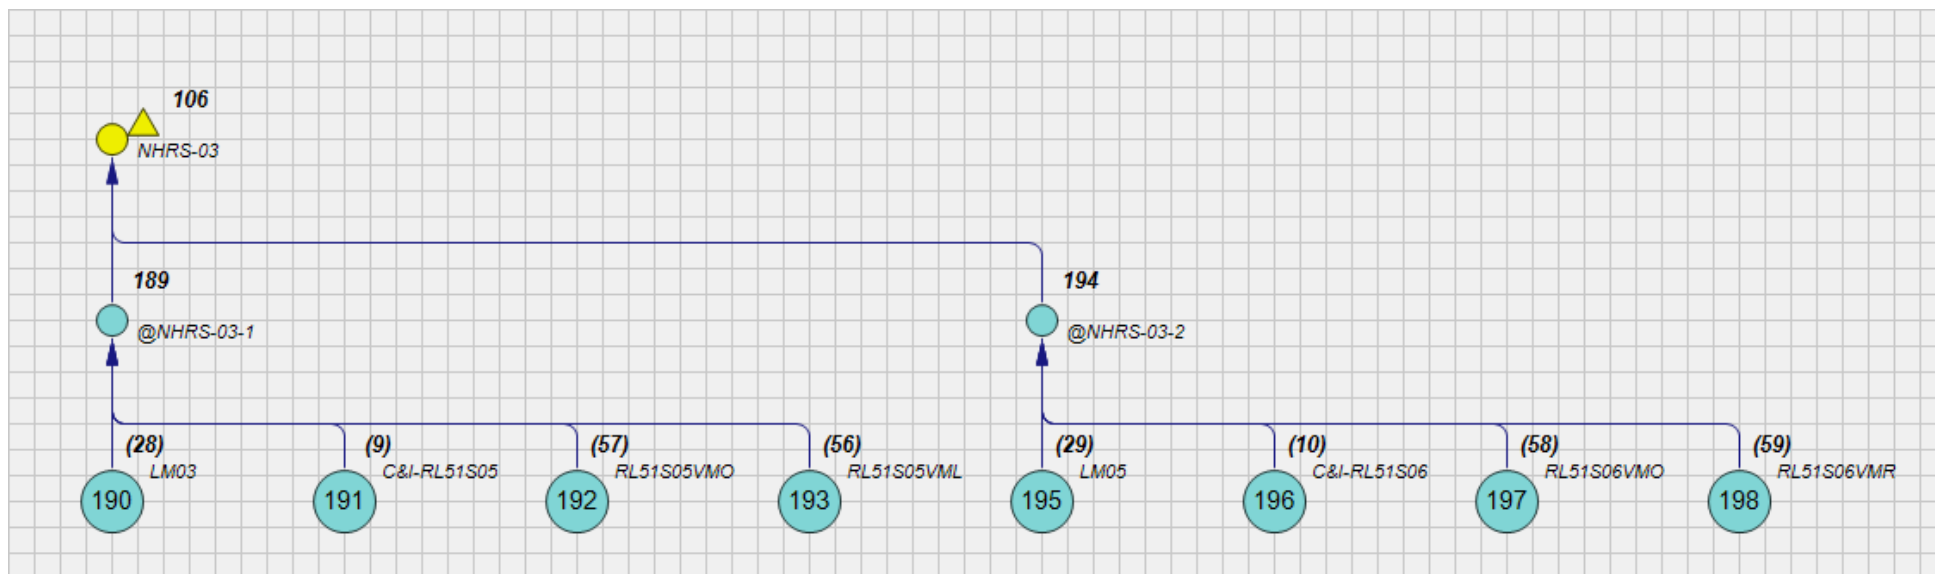 106
NHRS-03
189
@NHRS-03-1
194
@NHRS-03-2
(28)
LM03
190
(9)
C&I-RL51S05
191
(57)
RL51S05VMO
192
(56)
RL51S05VML
193
(29)
LM05
195
(10)
C&I-RL51S06
196
(58)
RL51S06VMO
197
(59)
RL51S06VMR
198